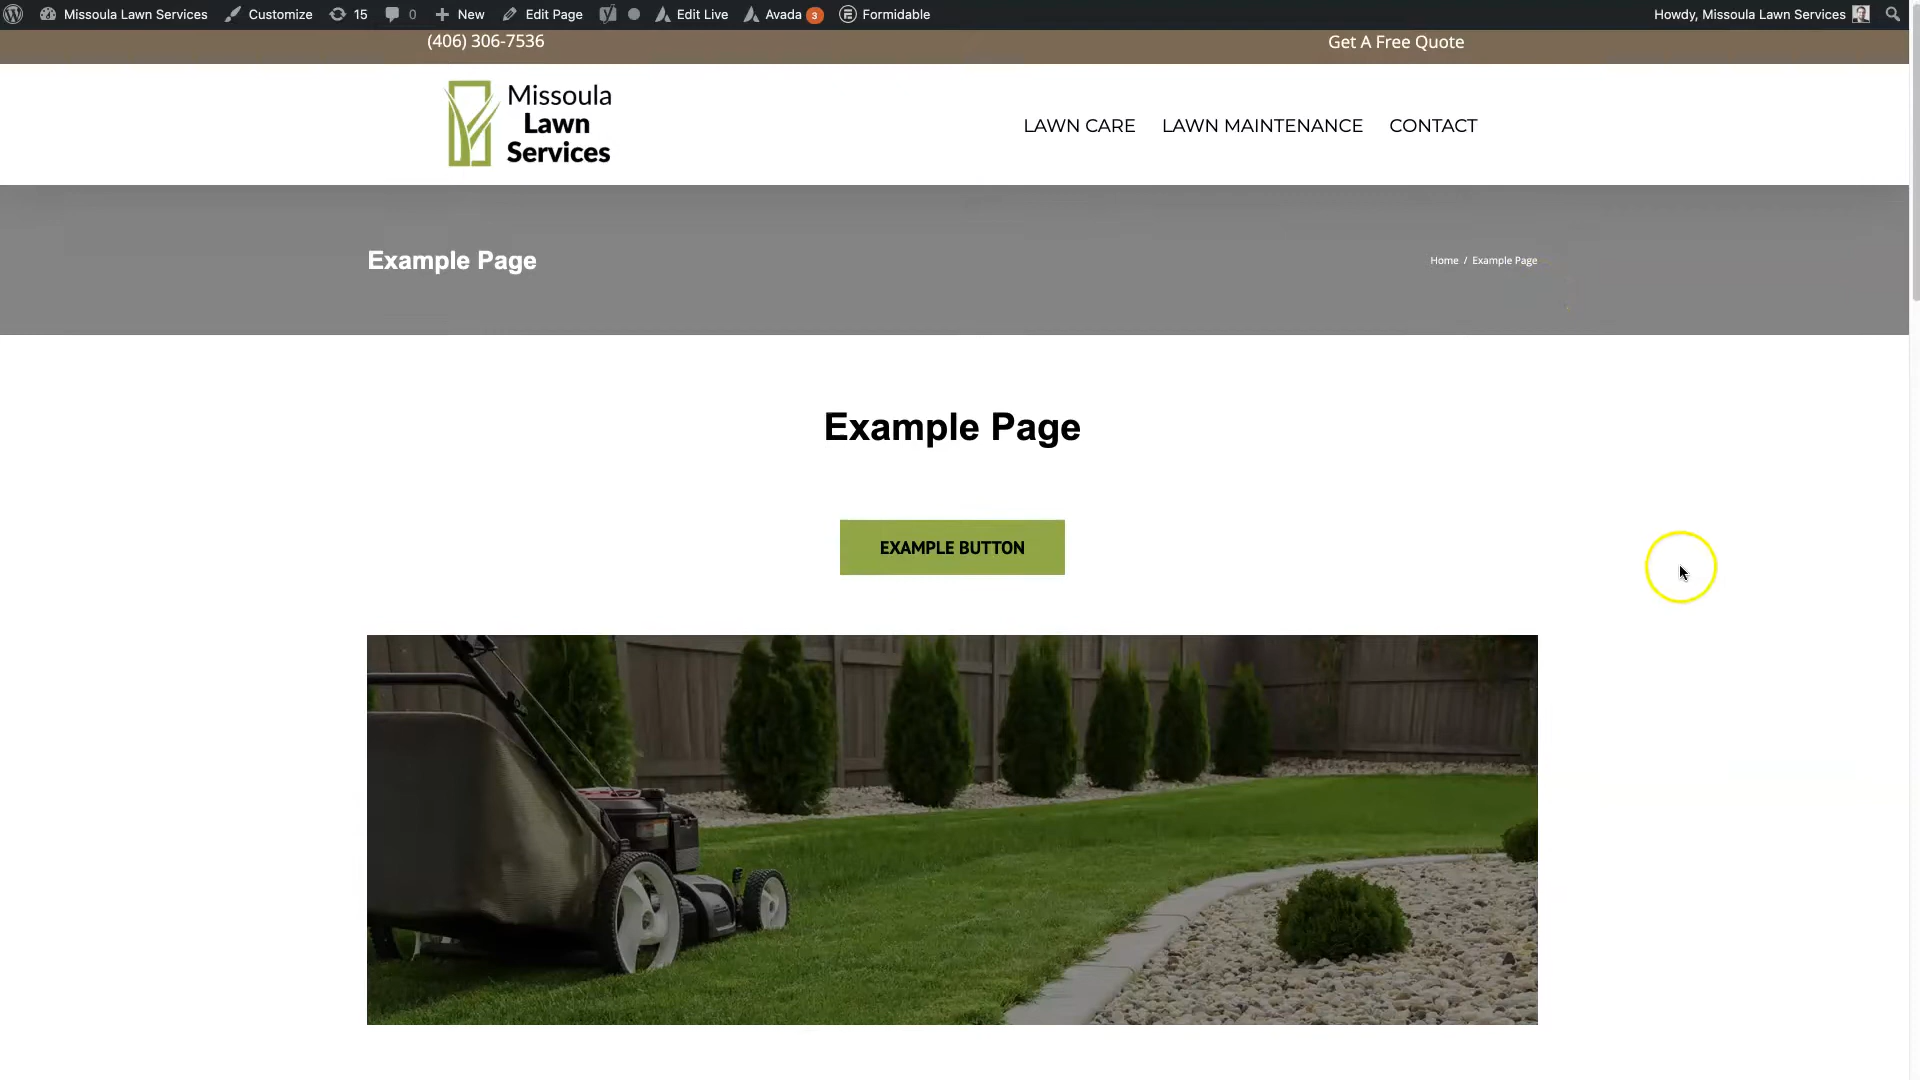 Missoula Lawn Services Customize 15 0 New Edit Page Edit Live Avada 3 Formidable Howdy, Missoula Lawn Services
(406) 306-7536 Get A Free Quote
Missoula
Lawn
Services
LAWN CARE LAWN MAINTENANCE CONTACT
Example Page Home / Example Page
Example Page
EXAMPLE BUTTON